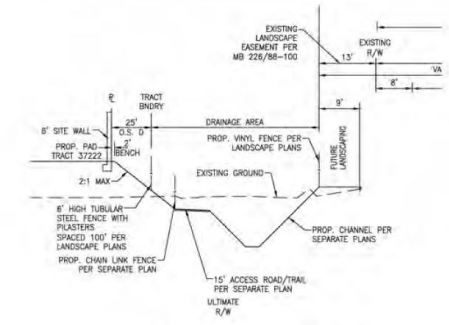 EXISTING
LANDSCAPE
EASEMENT PER
MB 226/88-100
EXISTING
R/W
13'
VA
8'
9'
℄
TRACT
BNDRY
25'
O.S. D
DRAINAGE AREA
6' SITE WALL
PROP. PAD
TRACT 37222
2'
BENCH
2:1 MAX
PROP. VINYL FENCE PER
LANDSCAPE PLANS
FUTURE
LANDSCAPING
EXISTING GROUND
6' HIGH TUBULAR
STEEL FENCE WITH
PILASTERS
SPACED 100' PER
LANDSCAPE PLANS
PROP. CHANNEL PER
SEPARATE PLANS
PROP. CHAIN LINK FENCE
PER SEPARATE PLAN
15' ACCESS ROAD/TRAIL
PER SEPARATE PLAN
ULTIMATE
R/W